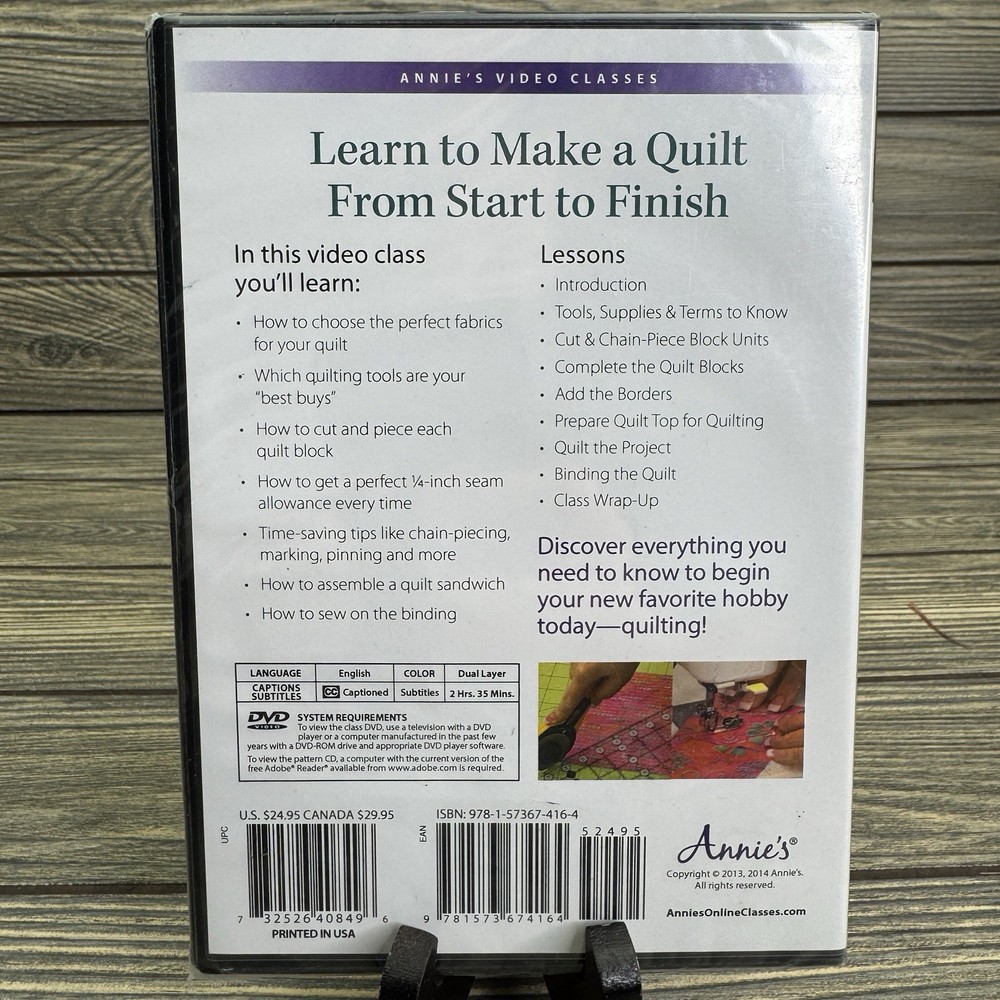 ANNIE'S VIDEO CLASSES
Learn to Make a Quilt
From Start to Finish
In this video class
you'll learn:
• How to choose the perfect fabrics
for your quilt
• Which quilting tools are your
"best buys"
• How to cut and piece each
quilt block
• How to get a perfect ¼-inch seam
allowance every time
• Time-saving tips like chain-piecing,
marking, pinning and more
• How to assemble a quilt sandwich
• How to sew on the binding
Lessons
• Introduction
• Tools, Supplies & Terms to Know
• Cut & Chain-Piece Block Units
• Complete the Quilt Blocks
• Add the Borders
• Prepare Quilt Top for Quilting
• Quilt the Project
• Binding the Quilt
• Class Wrap-Up
Discover everything you
need to know to begin
your new favorite hobby
today—quilting!
LANGUAGE English COLOR Dual Layer
CAPTIONS SUBTITLES CC Captioned Subtitles 2 Hrs. 35 Mins.
DVD VIDEO
SYSTEM REQUIREMENTS
To view the class DVD, use a television with a DVD
player or a computer manufactured in the past few
years with a DVD-ROM drive and appropriate DVD player software.
To view the pattern CD, a computer with the current version of the
free Adobe® Reader® available from www.adobe.com is required.
U.S. $24.95 CANADA $29.95
UPC
7 32526 40849 6
PRINTED IN USA
ISBN: 978-1-57367-416-4
EAN
52495
9 781573 674164
Annie's®
Copyright © 2013, 2014 Annie's.
All rights reserved.
AnniesOnlineClasses.com